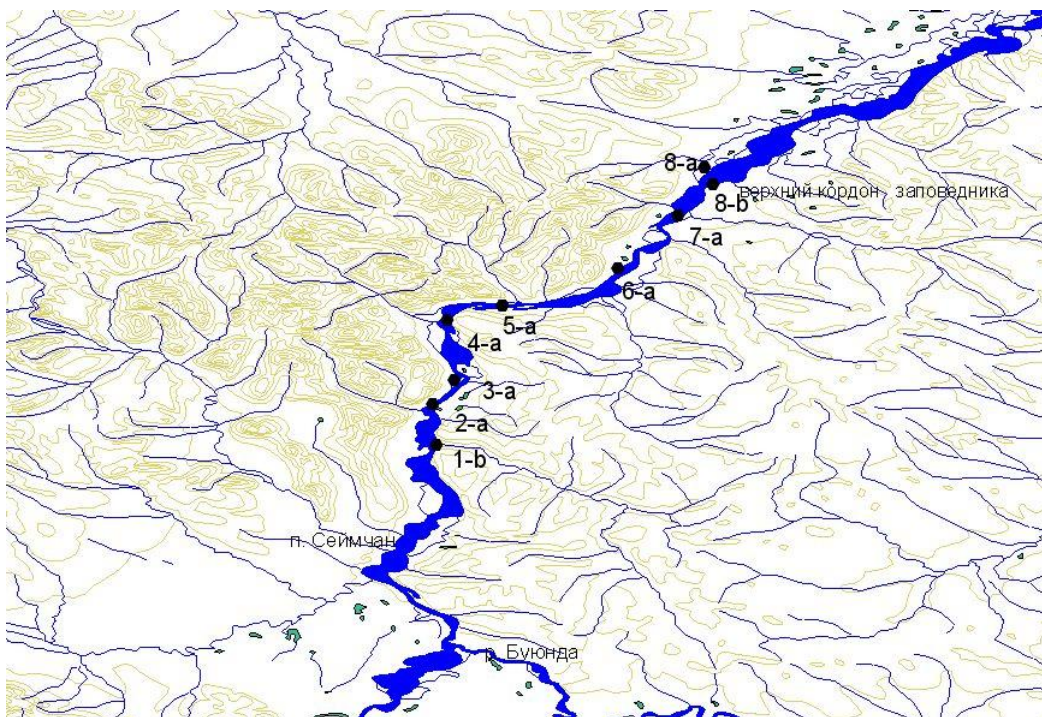 8-a
8-b
верхний кордон заповедника
7-a
6-a
5-a
4-a
3-a
2-a
1-b
п. Сеймчан
р. Буюнда